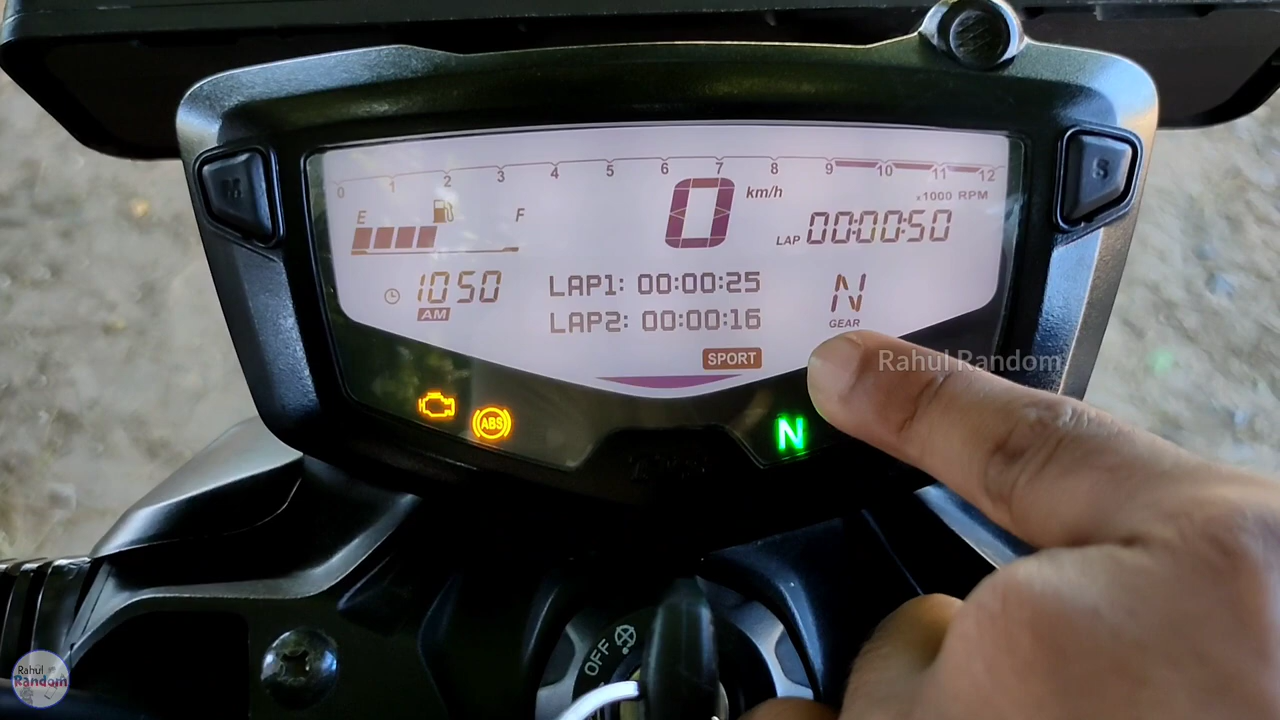 M
S
0 1 2 3 4 5 6 7 8 9 10 11 12
x1000 RPM
E F
0 km/h
LAP 00:00:50
10 50
AM
LAP1: 00:00:25
LAP2: 00:00:16
N
GEAR
SPORT
Rahul Random
ABS
N
OFF
Rahul
Random